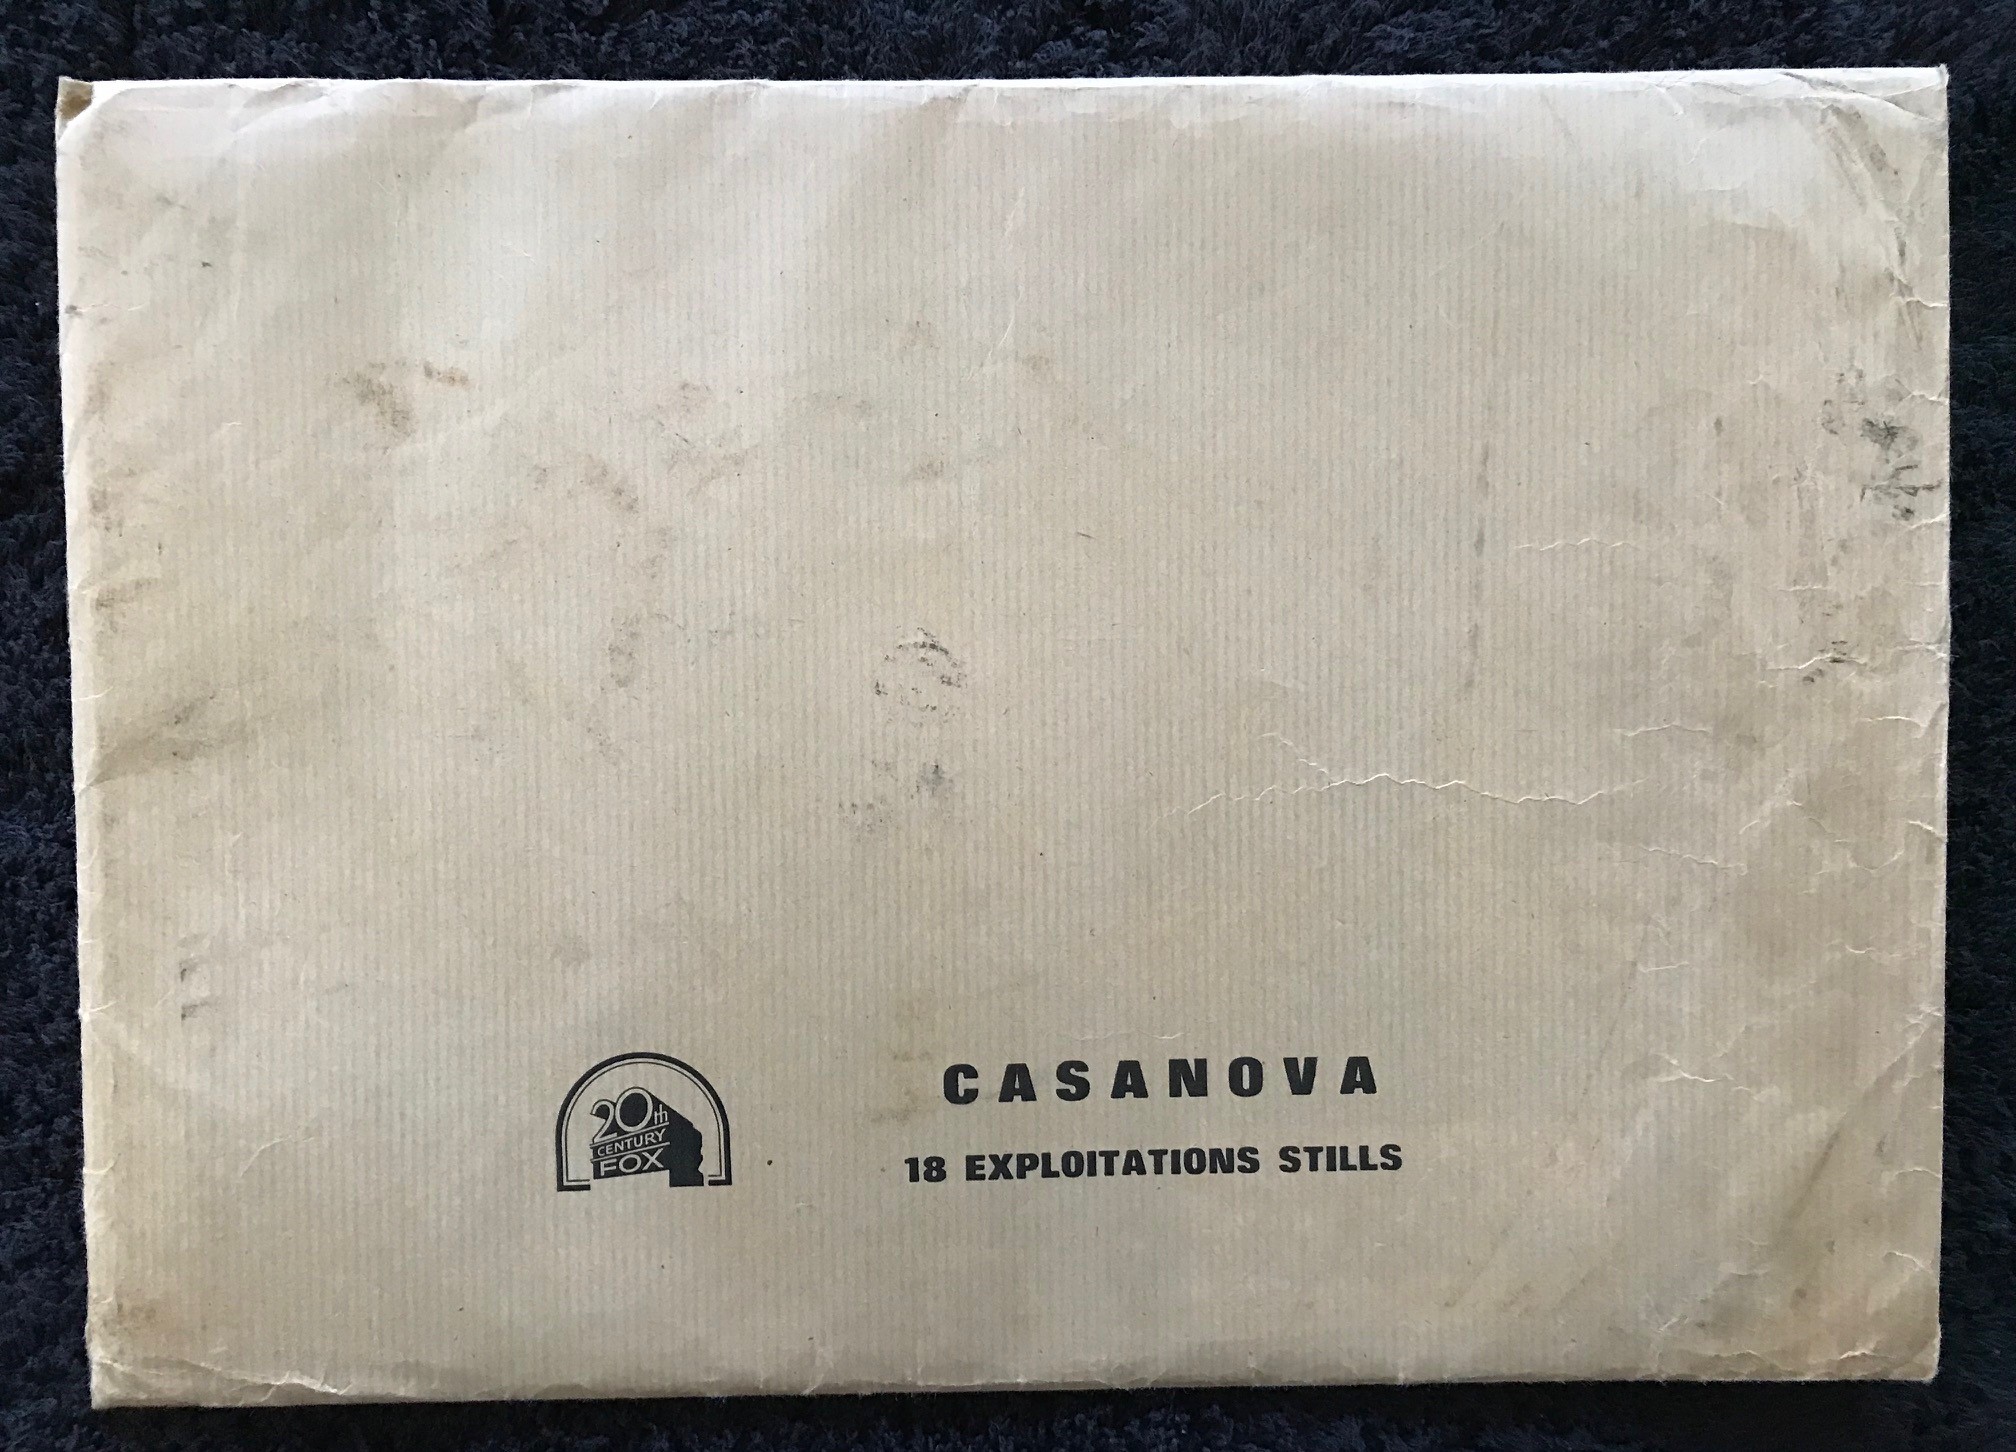 20th
CENTURY
FOX
CASANOVA
18 EXPLOITATIONS STILLS